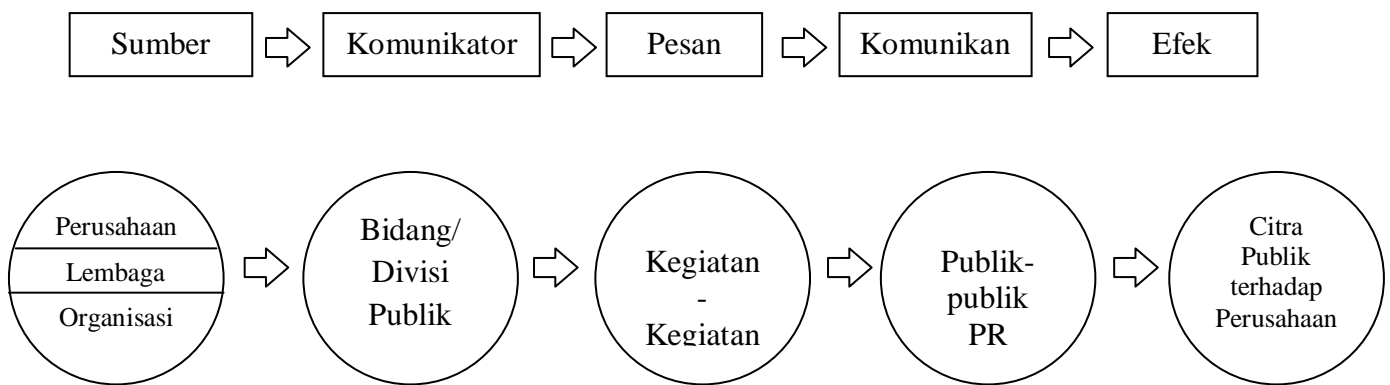 Sumber
Komunikator
Pesan
Komunikan
Efek
Perusahaan
Lembaga
Organisasi
Bidang/
Divisi
Publik
Kegiatan
-
Kegiatan
Publik-
publik
PR
Citra
Publik
terhadap
Perusahaan